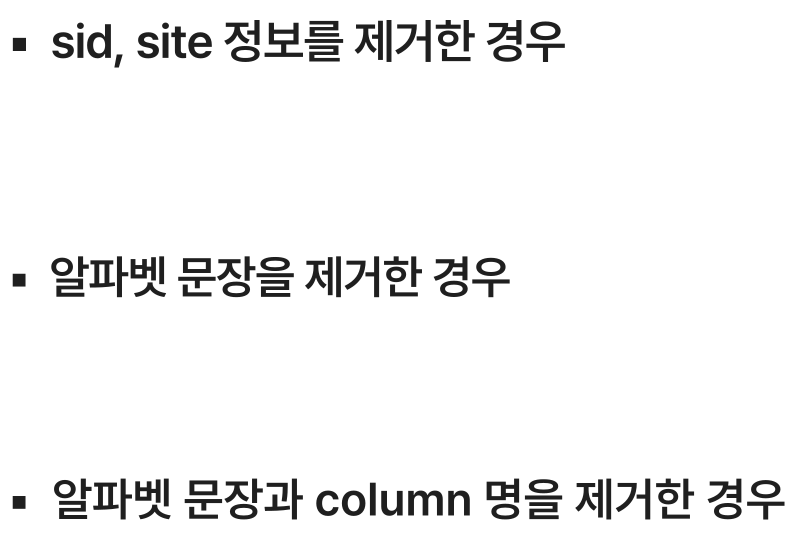 ▪ sid, site 정보를 제거한 경우
▪ 알파벳 문장을 제거한 경우
▪ 알파벳 문장과 column 명을 제거한 경우